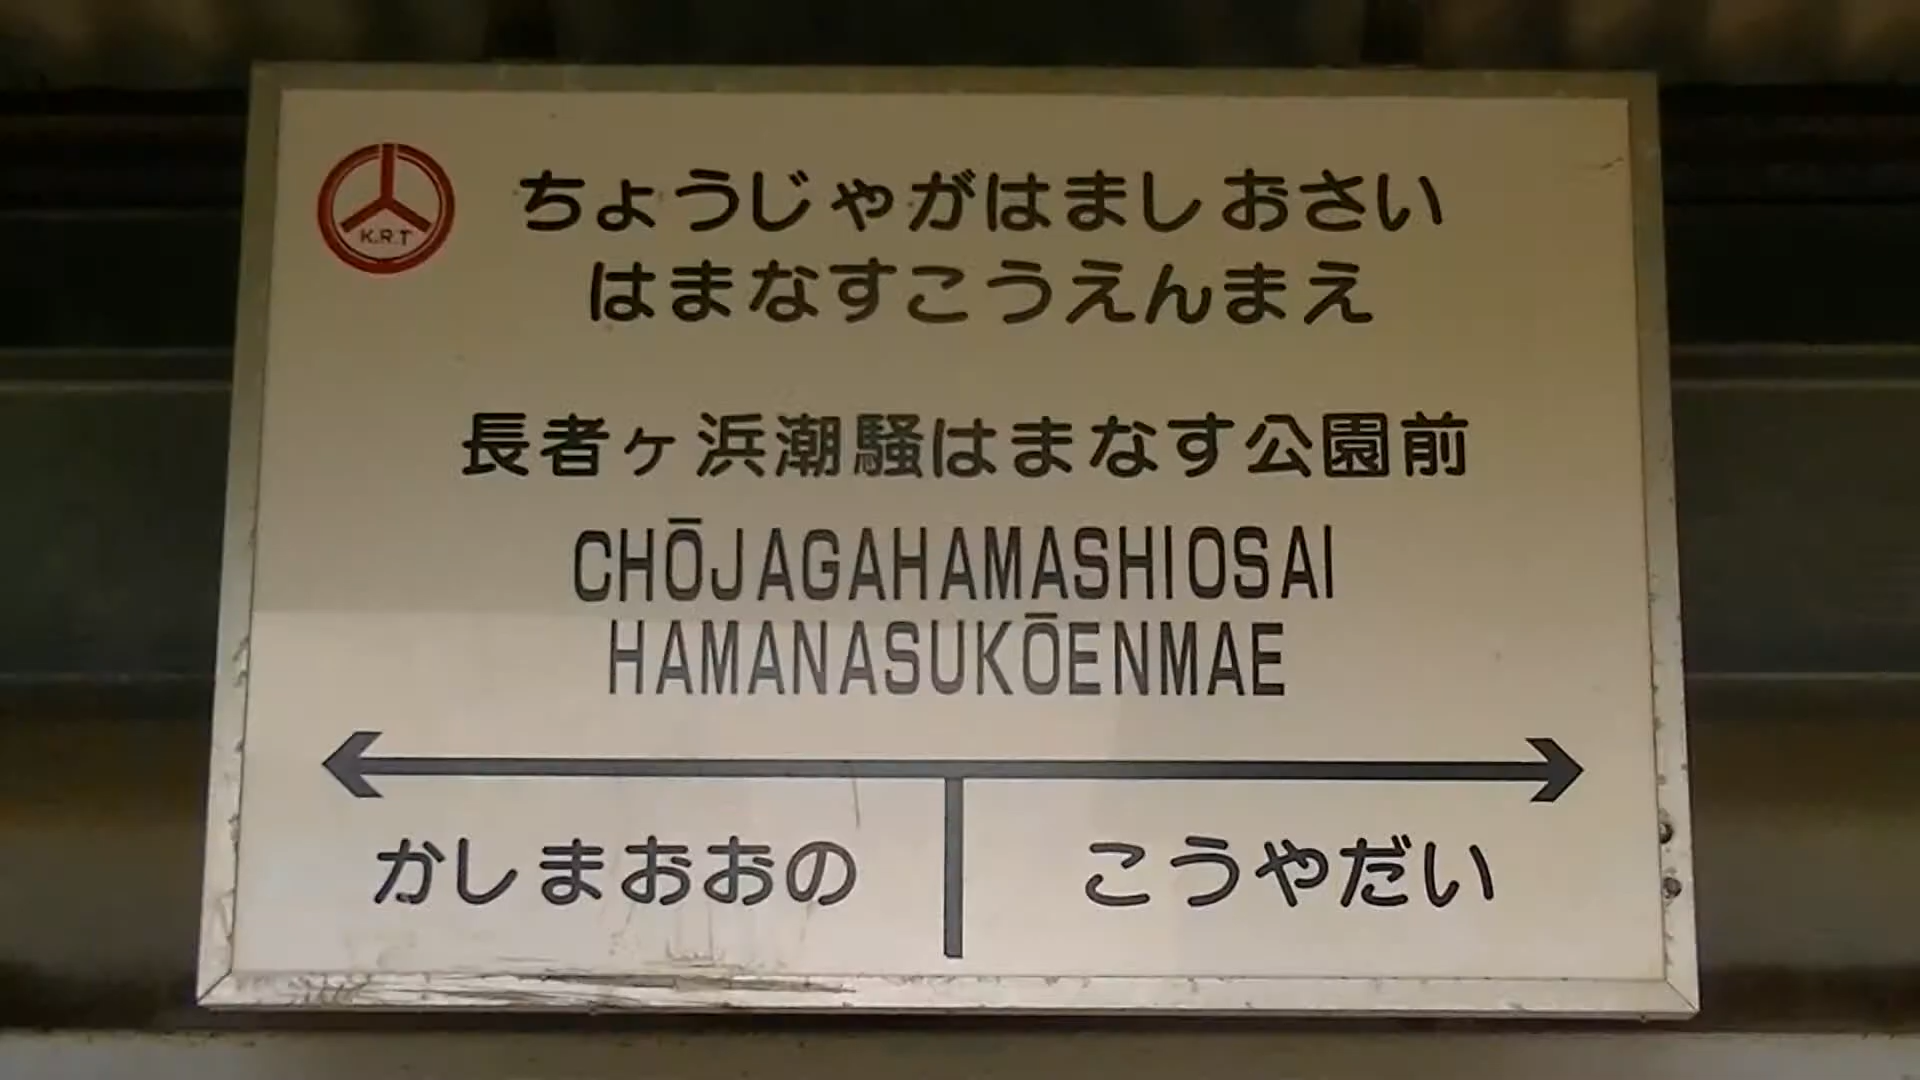 K.R.T
ちょうじゃがはましおさい
はまなすこうえんまえ
長者ヶ浜潮騒はまなす公園前
CHŌJAGAHAMASHIOSAI
HAMANASUKŌENMAE
かしまおおの
こうやだい